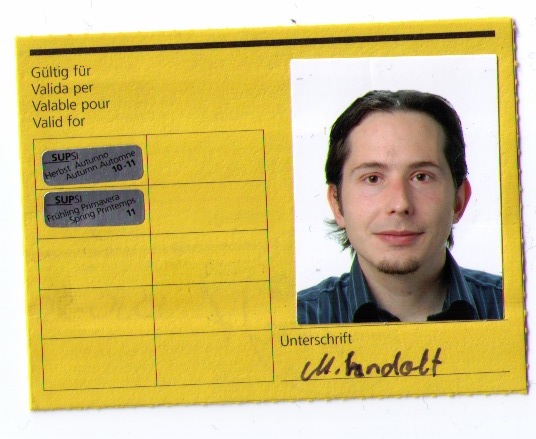 Gültig für
Valida per
Valable pour
Valid for
SUPSI
Herbst Autunno
Autumn Automne
10-11
SUPSI
Frühling Primavera
Spring Printemps
11
Unterschrift
M.